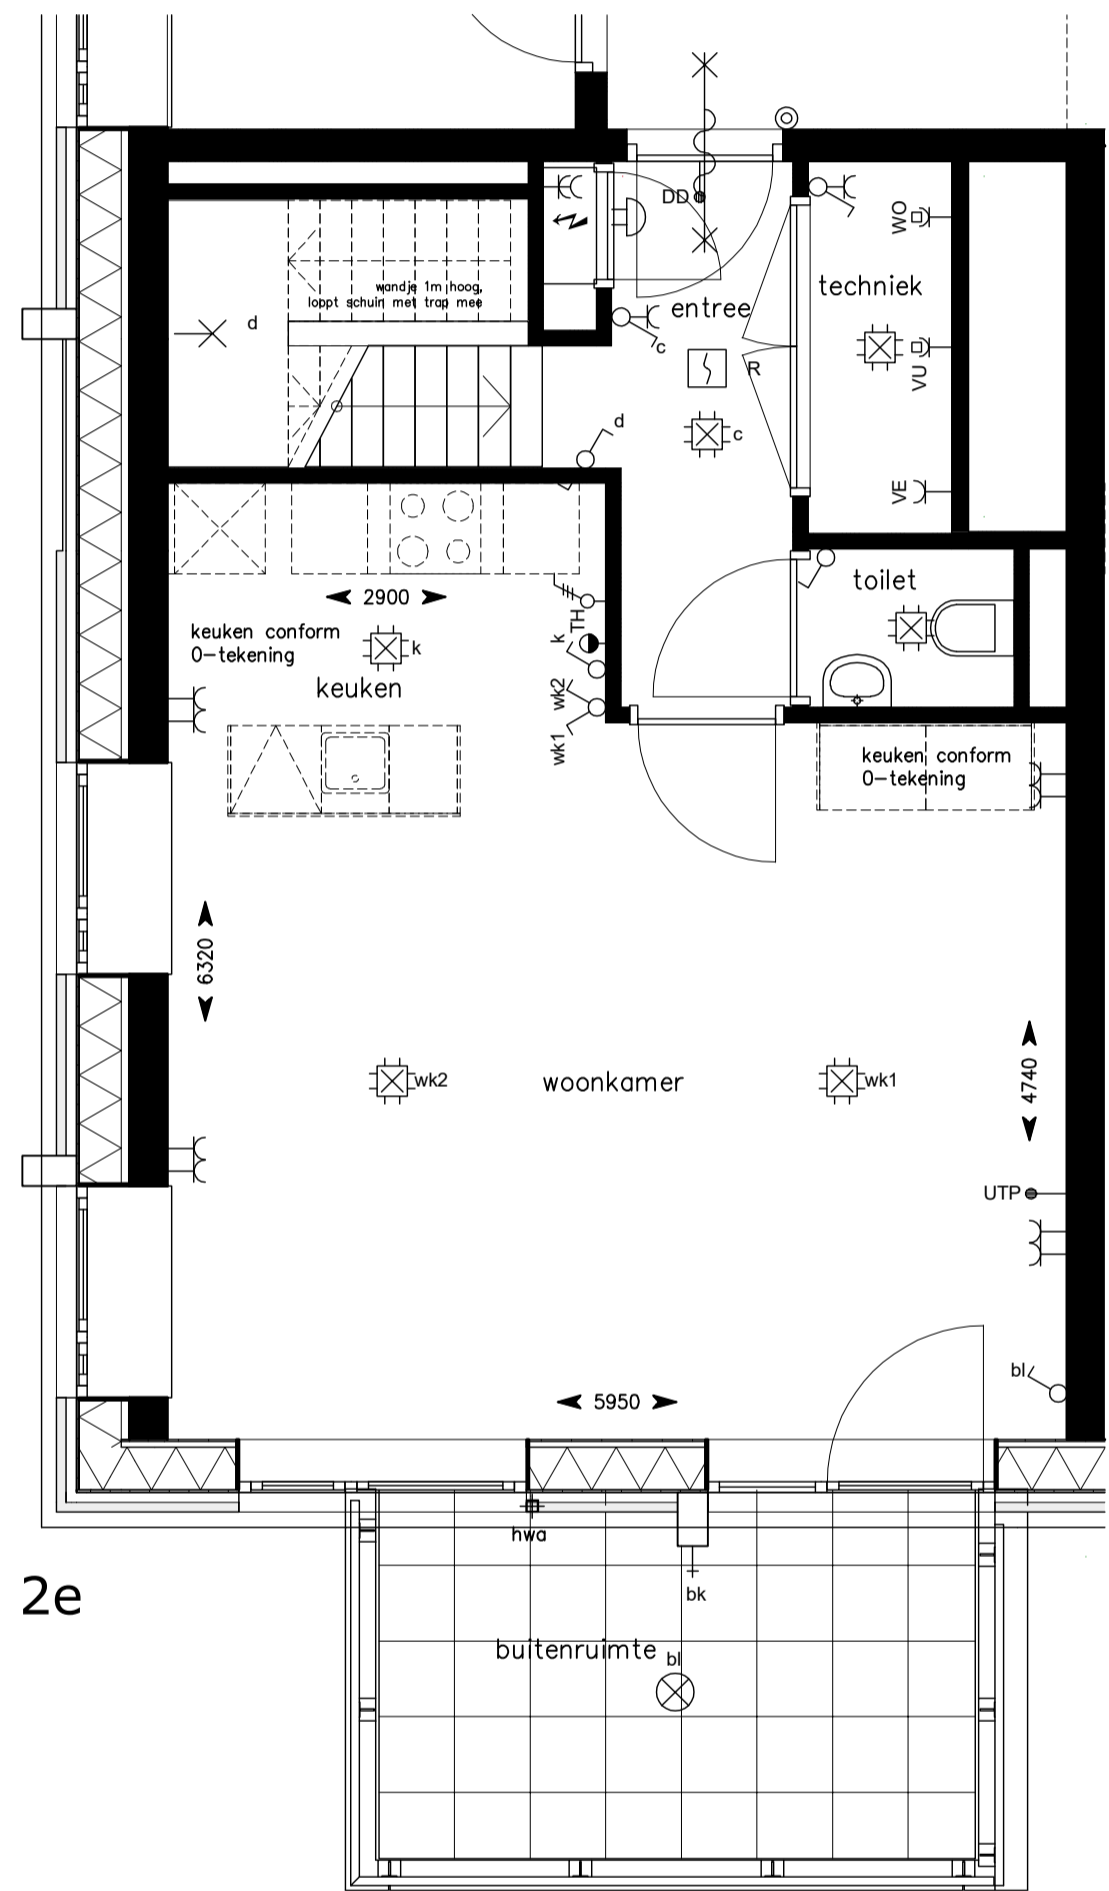 DD
WO
techniek
wandje 1m hoog,
loppt schuin met trap mee
entree
d
c
R
VU
d
c
VE
toilet
2900
TH
keuken conform
0-tekening
k
k
keuken
wk2
wk1
keuken conform
0-tekening
6320
wk2
woonkamer
wk1
4740
UTP
bl
5950
hwa
2e
bk
buitenruimte
bl